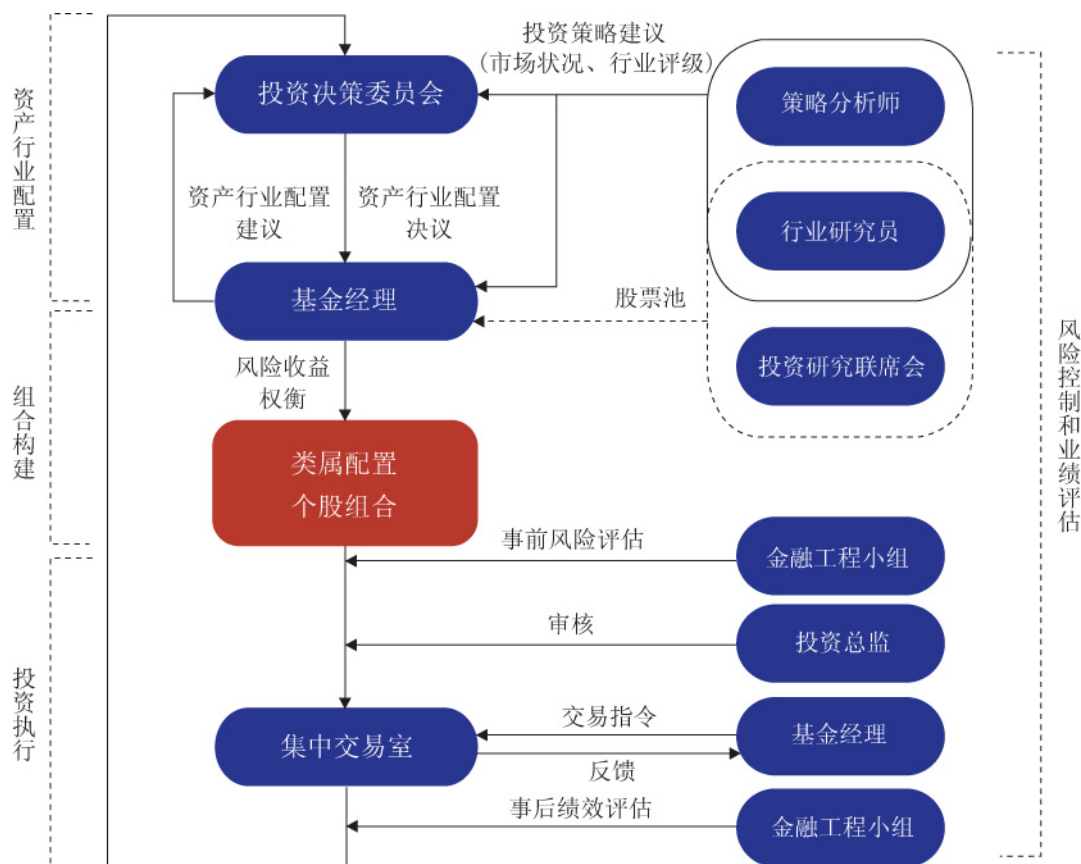 投资策略建议
(市场状况、行业评级)
投资决策委员会
策略分析师
资产行业配置
资产行业配置
建议
资产行业配置
决议
行业研究员
基金经理
股票池
投资研究联席会
风险收益
权衡
组合构建
类属配置
个股组合
风险控制和业绩评估
事前风险评估
金融工程小组
审核
投资总监
投资执行
集中交易室
交易指令
反馈
基金经理
事后绩效评估
金融工程小组